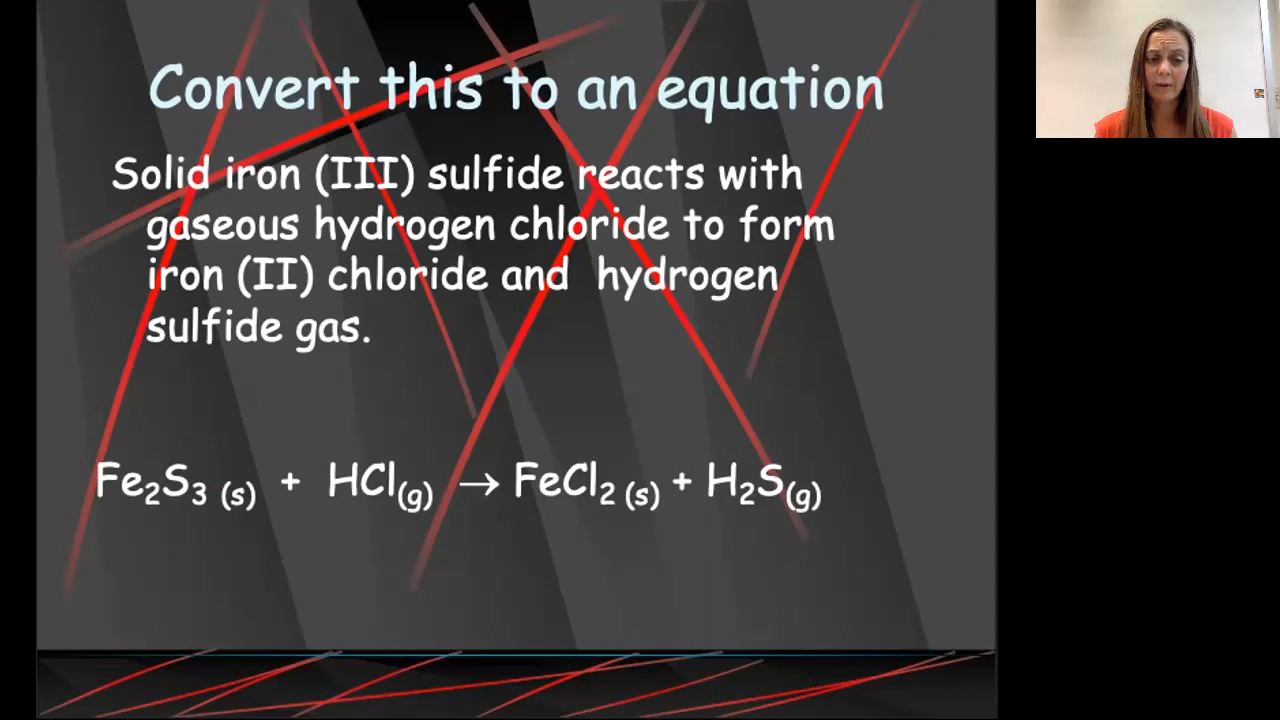 Convert this to an equation
Solid iron (III) sulfide reacts with
gaseous hydrogen chloride to form
iron (II) chloride and hydrogen
sulfide gas.
Fe₂S₃ (s) + HCl(g) → FeCl₂ (s) + H₂S(g)